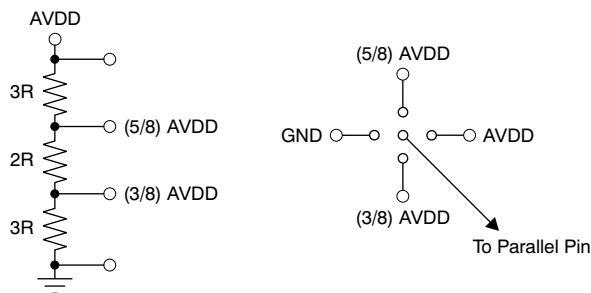 AVDD
3R
(5/8) AVDD
2R
(3/8) AVDD
3R
(5/8) AVDD
GND
AVDD
(3/8) AVDD
To Parallel Pin